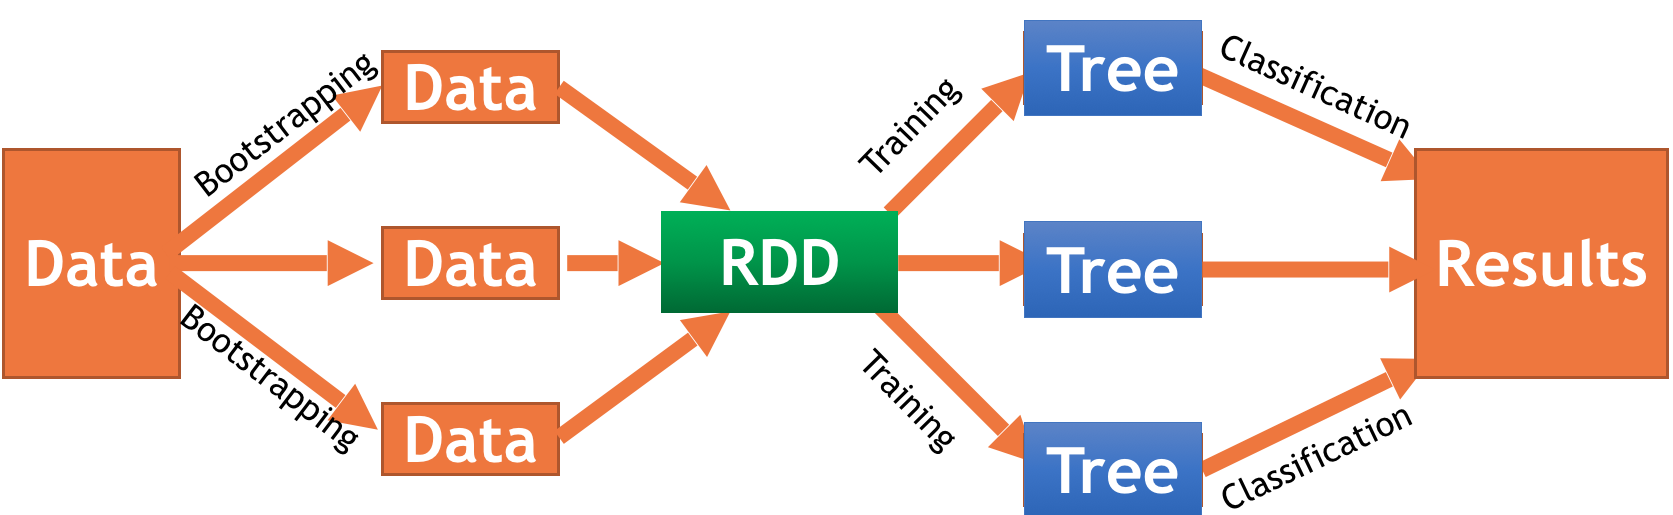 Data
Bootstrapping
Bootstrapping
Data
Data
Data
RDD
Training
Training
Tree
Tree
Tree
Classification
Classification
Results